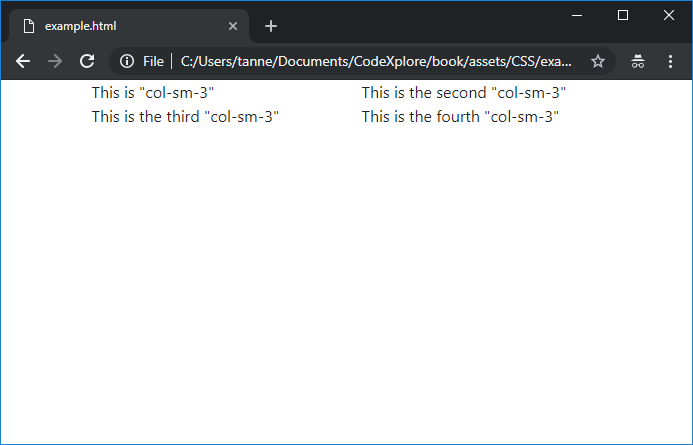 example.html
File C:/Users/tanne/Documents/CodeXplore/book/assets/CSS/exa...
This is "col-sm-3" This is the second "col-sm-3"
This is the third "col-sm-3" This is the fourth "col-sm-3"